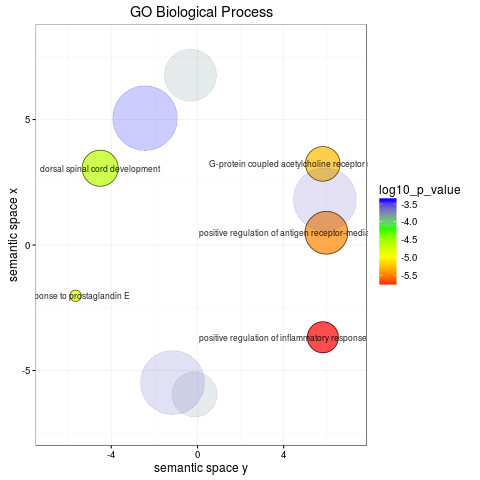 GO Biological Process
5
0
-5
semantic space x
dorsal spinal cord development
G-protein coupled acetylcholine receptor
positive regulation of antigen receptor-media
ponse to prostaglandin E
positive regulation of inflammatory response
-4
0
4
semantic space y
log10_p_value
-3.5
-4.0
-4.5
-5.0
-5.5